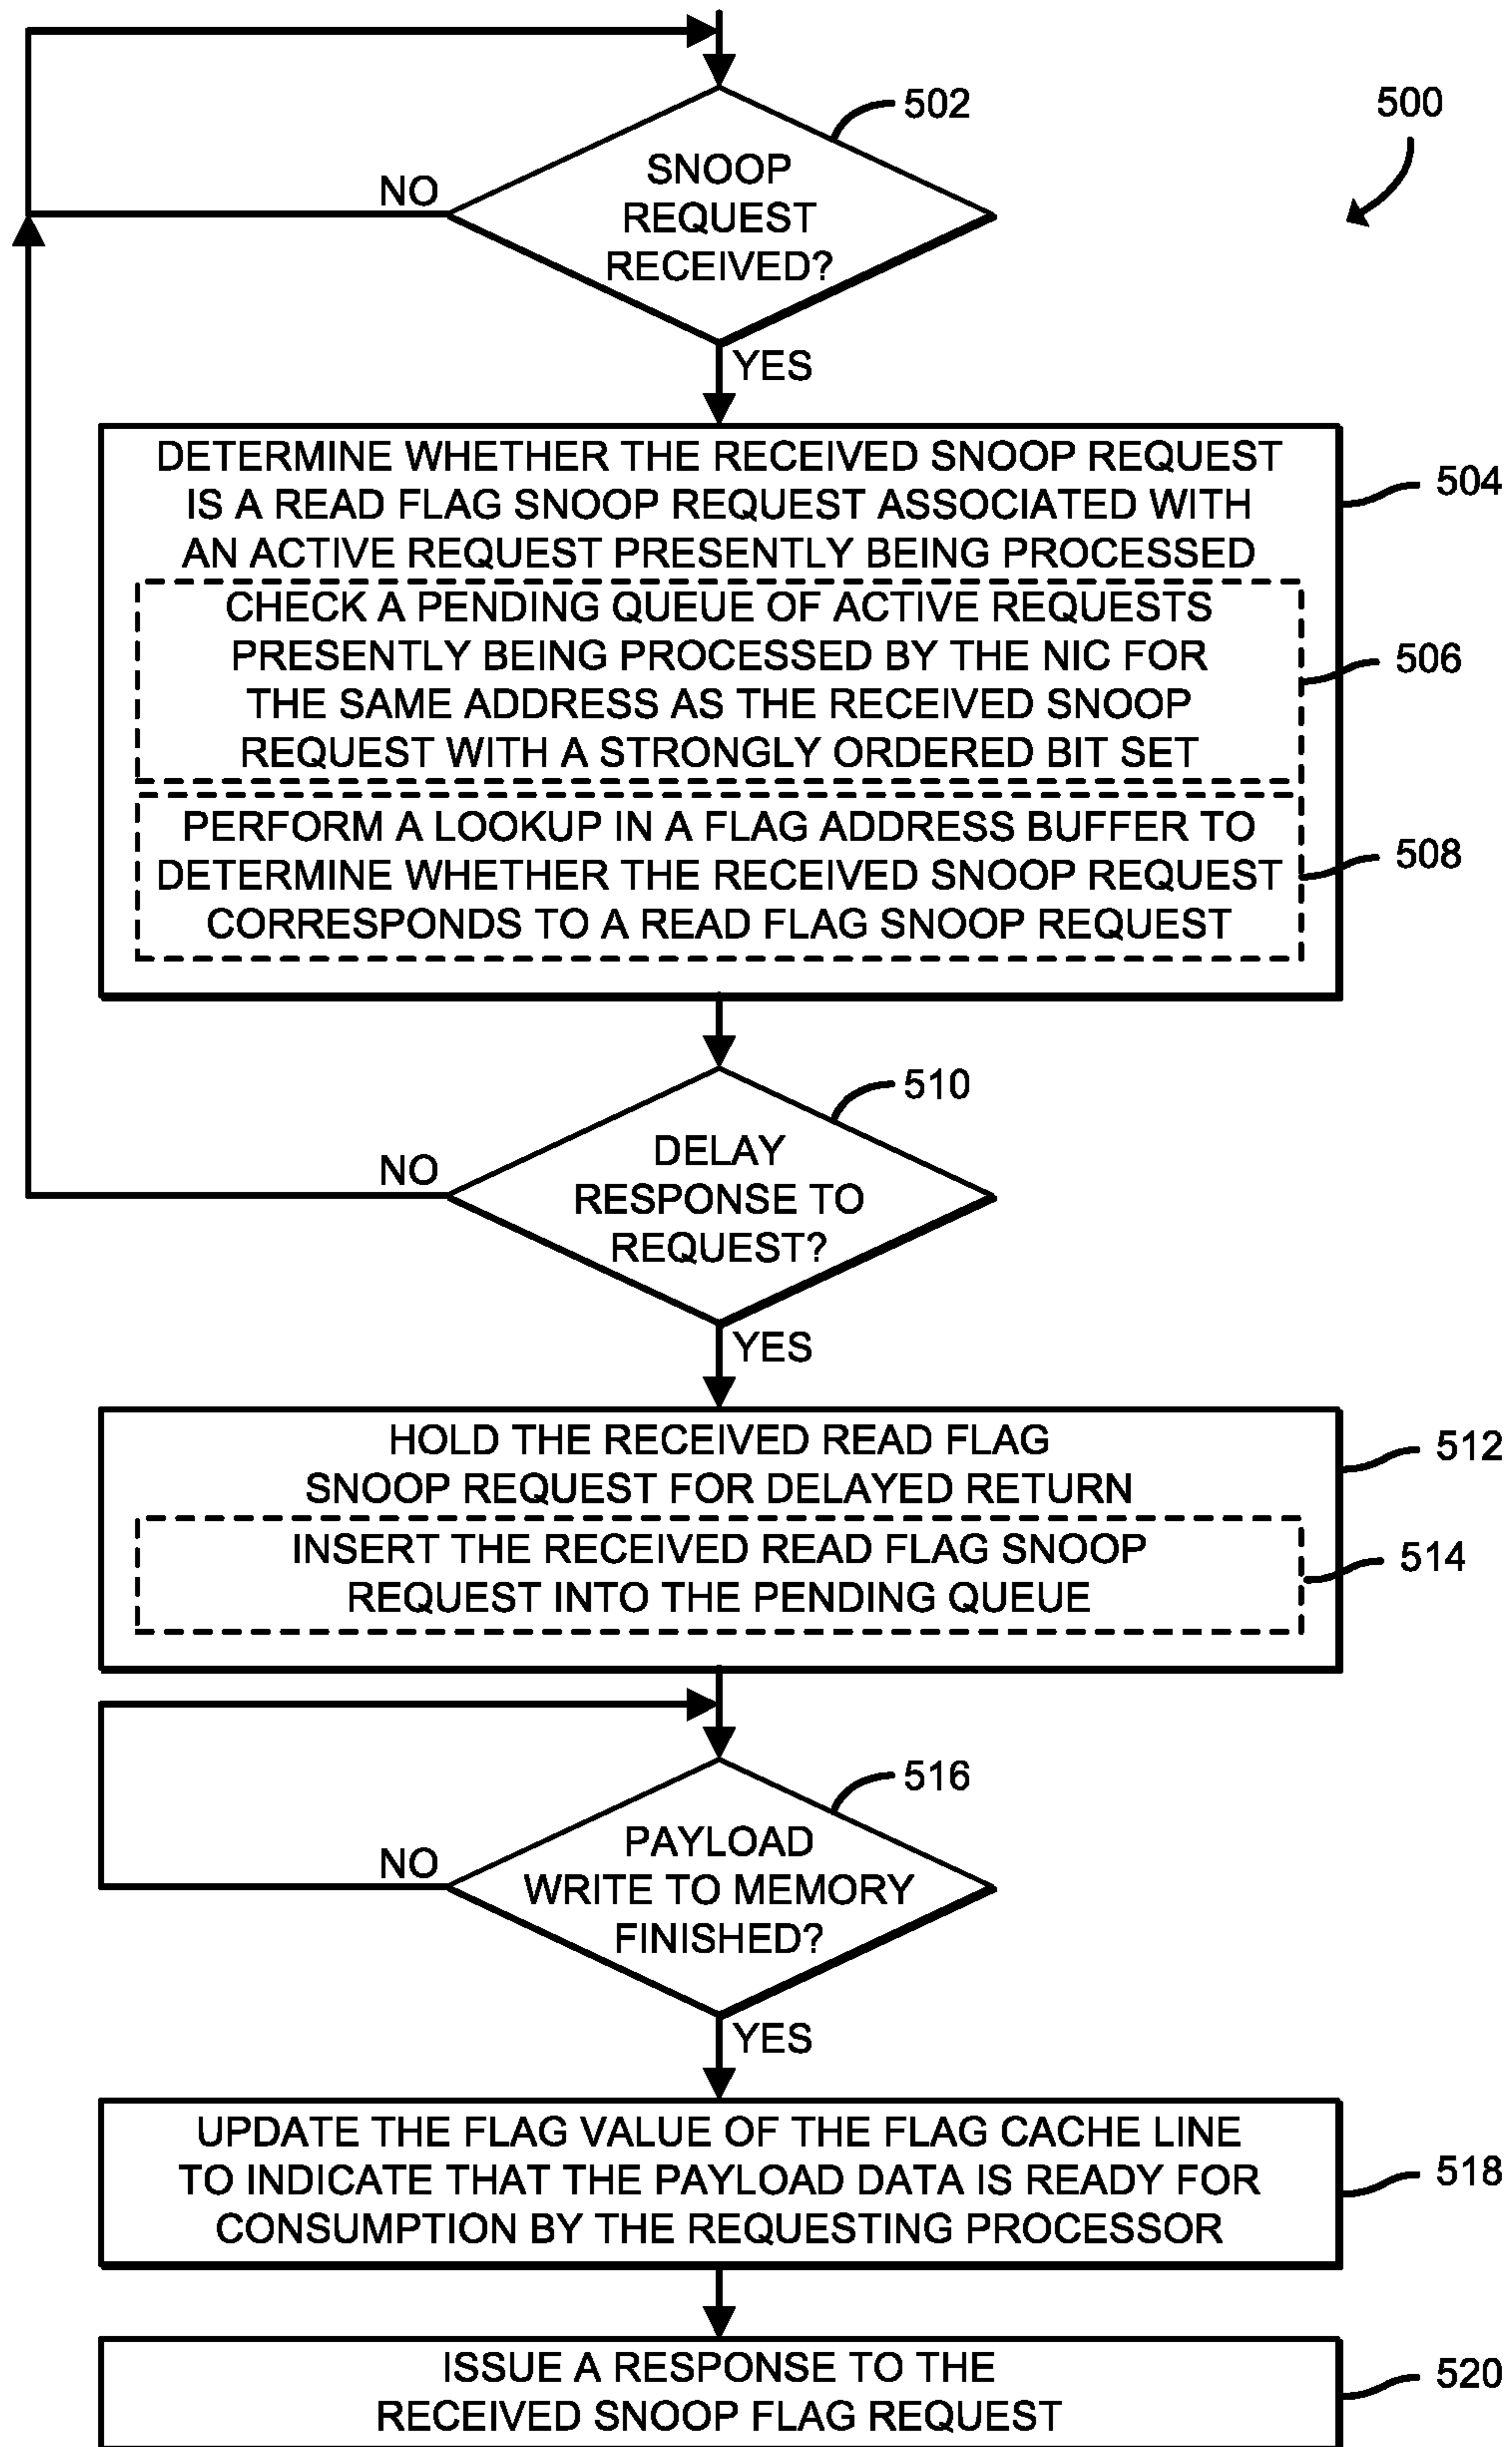 502
500
SNOOP
REQUEST
RECEIVED?
NO
YES
DETERMINE WHETHER THE RECEIVED SNOOP REQUEST
IS A READ FLAG SNOOP REQUEST ASSOCIATED WITH
AN ACTIVE REQUEST PRESENTLY BEING PROCESSED
504
CHECK A PENDING QUEUE OF ACTIVE REQUESTS
PRESENTLY BEING PROCESSED BY THE NIC FOR
THE SAME ADDRESS AS THE RECEIVED SNOOP
REQUEST WITH A STRONGLY ORDERED BIT SET
506
PERFORM A LOOKUP IN A FLAG ADDRESS BUFFER TO
DETERMINE WHETHER THE RECEIVED SNOOP REQUEST
CORRESPONDS TO A READ FLAG SNOOP REQUEST
508
510
DELAY
RESPONSE TO
REQUEST?
NO
YES
HOLD THE RECEIVED READ FLAG
SNOOP REQUEST FOR DELAYED RETURN
512
INSERT THE RECEIVED READ FLAG SNOOP
REQUEST INTO THE PENDING QUEUE
514
516
PAYLOAD
WRITE TO MEMORY
FINISHED?
NO
YES
UPDATE THE FLAG VALUE OF THE FLAG CACHE LINE
TO INDICATE THAT THE PAYLOAD DATA IS READY FOR
CONSUMPTION BY THE REQUESTING PROCESSOR
518
ISSUE A RESPONSE TO THE
RECEIVED SNOOP FLAG REQUEST
520